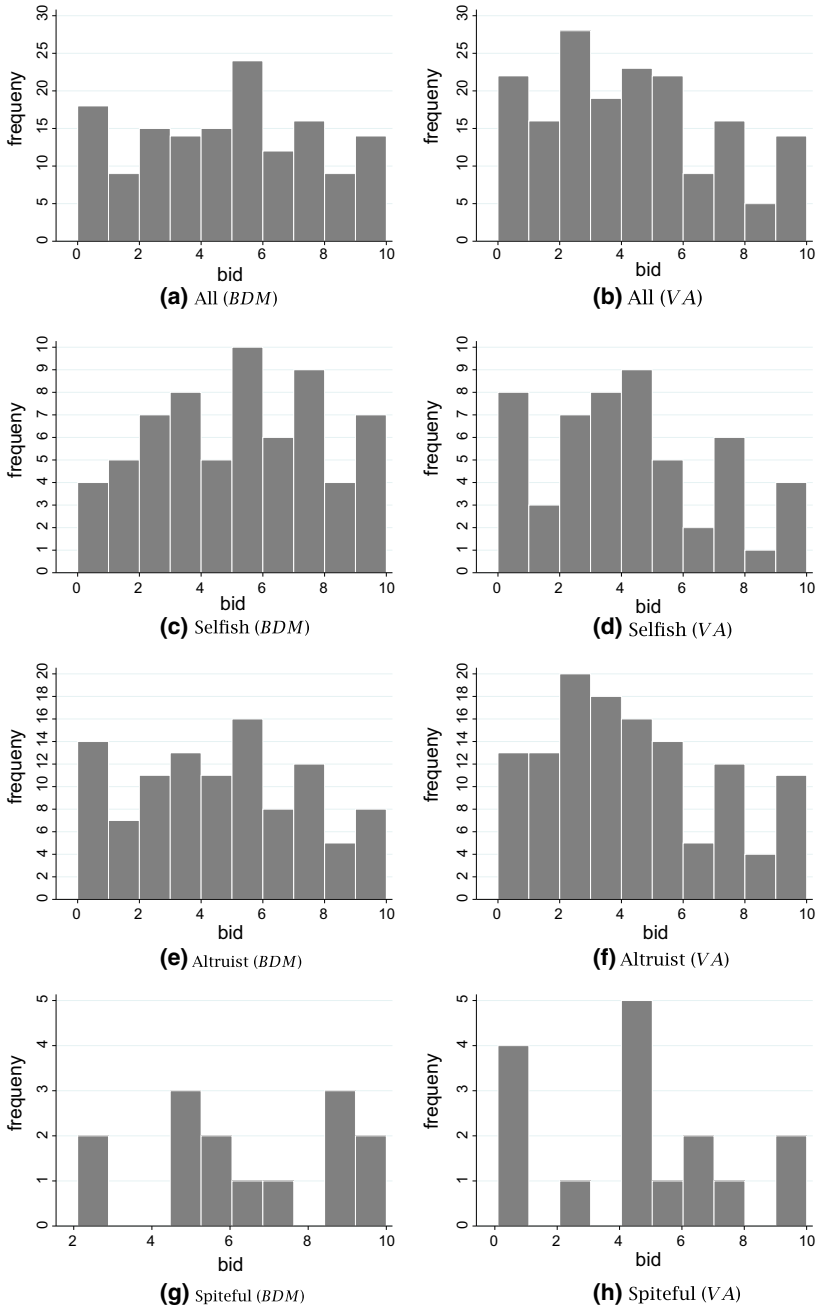 frequeny
0 5 10 15 20 25 30
0 2 4 6 8 10
bid
(a) All (BDM)
frequeny
0 5 10 15 20 25 30
0 2 4 6 8 10
bid
(b) All (VA)
frequeny
0 1 2 3 4 5 6 7 8 9 10
0 2 4 6 8 10
bid
(c) Selfish (BDM)
frequeny
0 1 2 3 4 5 6 7 8 9 10
0 2 4 6 8 10
bid
(d) Selfish (VA)
frequeny
0 2 4 6 8 10 12 14 16 18 20
0 2 4 6 8 10
bid
(e) Altruist (BDM)
frequeny
0 2 4 6 8 10 12 14 16 18 20
0 2 4 6 8 10
bid
(f) Altruist (VA)
frequeny
0 1 2 3 4 5
2 4 6 8 10
bid
(g) Spiteful (BDM)
frequeny
0 1 2 3 4 5
0 2 4 6 8 10
bid
(h) Spiteful (VA)